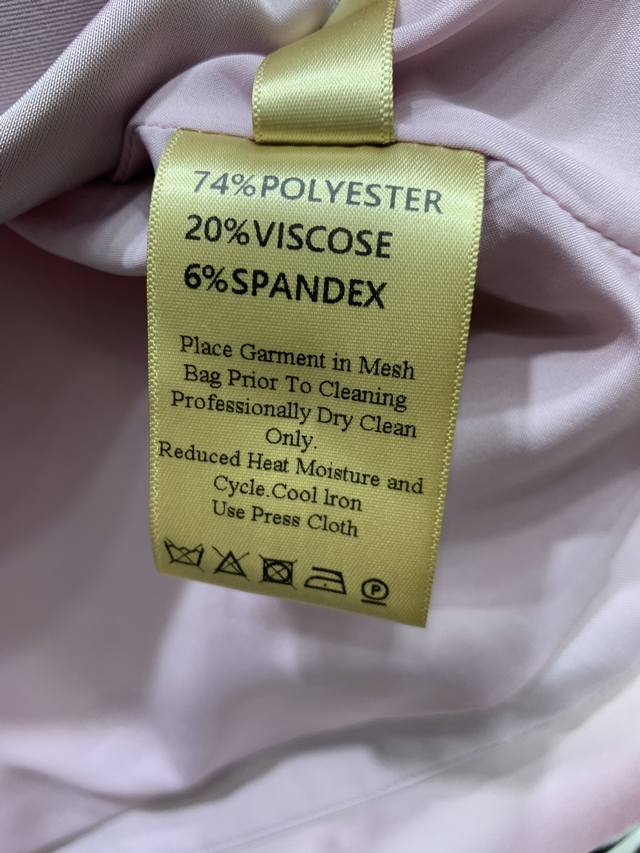 74%POLYESTER
20%VISCOSE
6%SPANDEX
Place Garment in Mesh
Bag Prior To Cleaning
Professionally Dry Clean
Only.
Reduced Heat Moisture and
Cycle.Cool Iron
Use Press Cloth
P